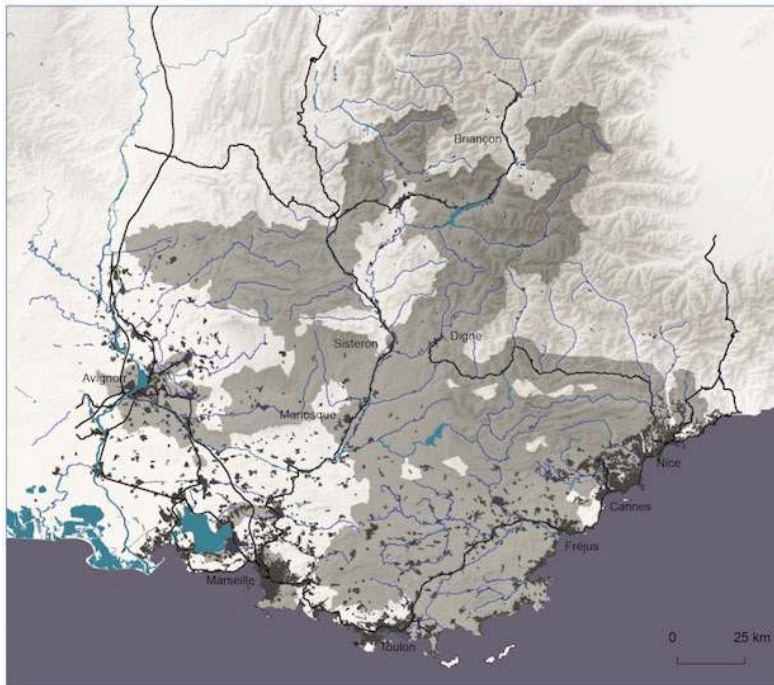 Briançon
Sisteron
Digne
Avignon
Manosque
Nice
Cannes
Fréjus
Marseille
Toulon
0 25 km